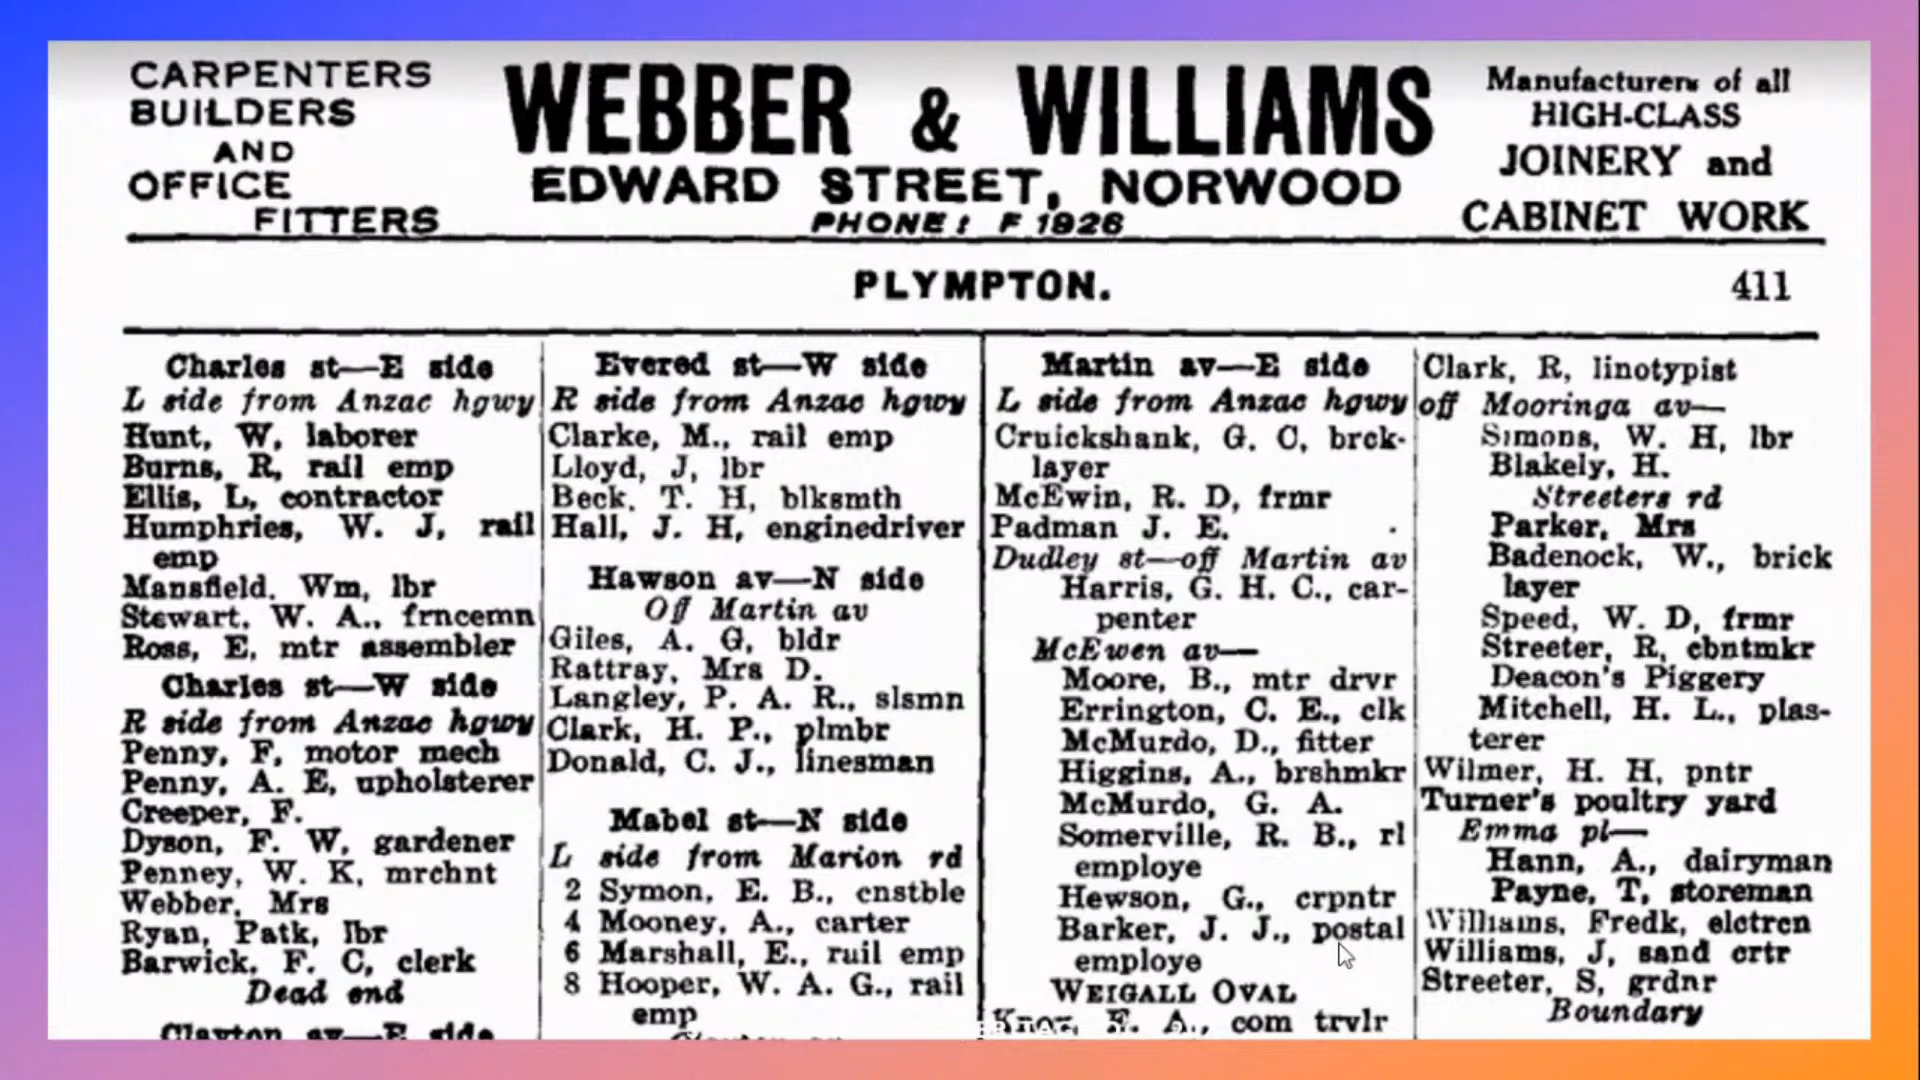 CARPENTERS
BUILDERS
AND
OFFICE
FITTERS
WEBBER & WILLIAMS
EDWARD STREET, NORWOOD
PHONE: F 1926
Manufacturers of all
HIGH-CLASS
JOINERY and
CABINET WORK
PLYMPTON.
411
Charles st—E side
L side from Anzac hgwy
Hunt, W, laborer
Burns, R, rail emp
Ellis, L, contractor
Humphries, W. J, rail
emp
Mansfield, Wm, lbr
Stewart, W. A., frncemn
Ross, E, mtr assembler
Charles st—W side
R side from Anzac hgwy
Penny, F, motor mech
Penny, A. E, upholsterer
Creeper, F.
Dyson, F. W, gardener
Penney, W. K, mrchnt
Webber, Mrs
Ryan, Patk, lbr
Barwick, F. C, clerk
Dead end
Clayton av—E side
Evered st—W side
R side from Anzac hgwy
Clarke, M., rail emp
Lloyd, J, lbr
Beck, T. H, blksmth
Hall, J. H, enginedriver
Hawson av—N side
Off Martin av
Giles, A. G, bldr
Rattray, Mrs D.
Langley, P. A. R., slsmn
Clark, H. P., plmbr
Donald, C. J., linesman
Mabel st—N side
L side from Marion rd
2 Symon, E. B., cnstble
4 Mooney, A., carter
6 Marshall, E., rail emp
8 Hooper, W. A. G., rail
emp
Martin av—E side
L side from Anzac hgwy
Cruickshank, G. C, brck-
layer
McEwin, R. D, frmr
Padman J. E.
Dudley st—off Martin av
Harris, G. H. C., car-
penter
McEwen av—
Moore, B., mtr drvr
Errington, C. E., clk
McMurdo, D., fitter
Higgins, A., brshmkr
McMurdo, G. A.
Somerville, R. B., rl
employe
Hewson, G., crpntr
Barker, J. J., postal
employe
WEIGALL OVAL
Knox, E. A., com trvlr
Clark, R, linotypist
off Mooringa av—
Simons, W. H, lbr
Blakely, H.
Streeters rd
Parker, Mrs
Badenock, W., brick
layer
Speed, W. D, frmr
Streeter, R, cbntmkr
Deacon's Piggery
Mitchell, H. L., plas-
terer
Wilmer, H. H, pntr
Turner's poultry yard
Emma pl—
Hann, A., dairyman
Payne, T, storeman
Williams, Fredk, elctrcn
Williams, J, sand crtr
Streeter, S, grdnr
Boundary